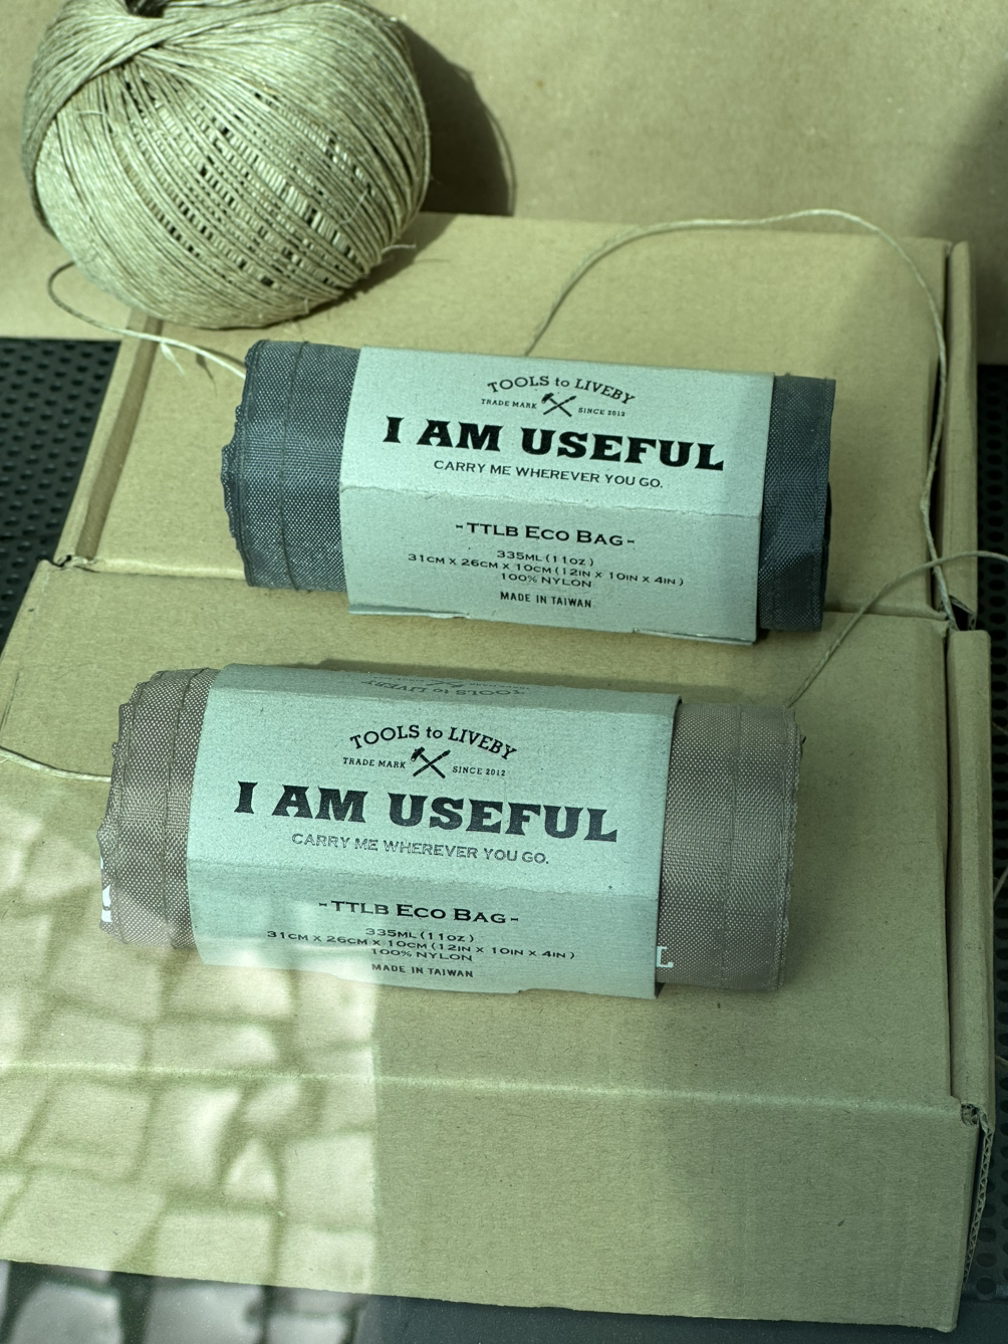 TOOLS to LIVEBY
TRADE MARK SINCE 2012
I AM USEFUL
CARRY ME WHEREVER YOU GO.
-TTLB ECO BAG-
335ML(11oz)
31CM X 26CM X 10CM(12IN X 10IN X 4IN)
100% NYLON
MADE IN TAIWAN
TOOLS to LIVEBY
TOOLS to LIVEBY
TRADE MARK SINCE 2012
I AM USEFUL
CARRY ME WHEREVER YOU GO.
-TTLB ECO BAG-
335ML(11oz)
31CM X 26CM X 10CM(12IN X 10IN X 4IN)
100% NYLON
MADE IN TAIWAN